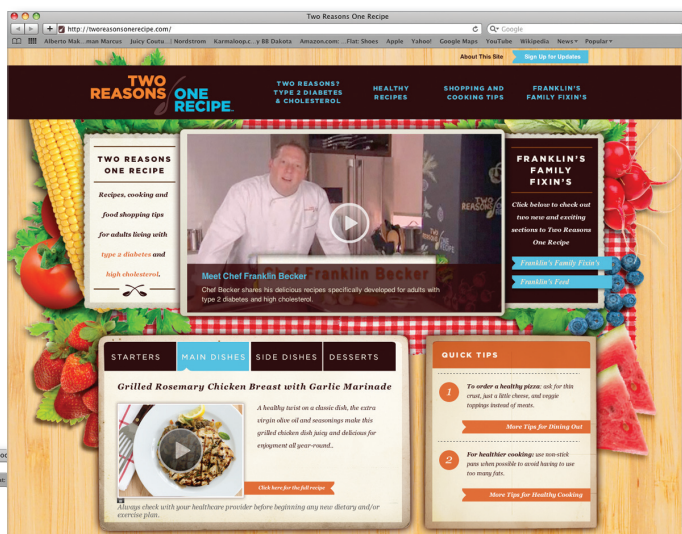 Two Reasons One Recipe
http://tworeasonsonerecipe.com/
Google
Alberto Mak...man Marcus Juicy Coutu... Nordstrom Karmaloop.c...y BB Dakota Amazon.com: ...Flat: Shoes Apple Yahoo! Google Maps YouTube Wikipedia News Popular
About This Site
Sign Up for Updates
TWO
REASONS ONE
RECIPE
TWO REASONS?
TYPE 2 DIABETES
& CHOLESTEROL
HEALTHY
RECIPES
SHOPPING AND
COOKING TIPS
FRANKLIN'S
FAMILY FIXIN'S
TWO REASONS
ONE RECIPE
Recipes, cooking and
food shopping tips
for adults living with
type 2 diabetes and
high cholesterol.
TWO
REASONS ONE
RECIPE
Franklin Becker
Meet Chef Franklin Becker
Chef Becker shares his delicious recipes specifically developed for adults with
type 2 diabetes and high cholesterol.
FRANKLIN'S
FAMILY
FIXIN'S
Click below to check out
two new and exciting
sections to Two Reasons
One Recipe
Franklin's Family Fixin's
Franklin's Feed
STARTERS
MAIN DISHES
SIDE DISHES
DESSERTS
Grilled Rosemary Chicken Breast with Garlic Marinade
A healthy twist on a classic dish, the extra
virgin olive oil and seasonings make this
grilled chicken dish juicy and delicious for
enjoyment all year-round..
Click here for the full recipe
Always check with your healthcare provider before beginning any new dietary and/or
exercise plan.
QUICK TIPS
1
To order a healthy pizza: ask for thin
crust, just a little cheese, and veggie
toppings instead of meats.
More Tips for Dining Out
2
For healthier cooking: use non-stick
pans when possible to avoid having to use
too many fats.
More Tips for Healthy Cooking